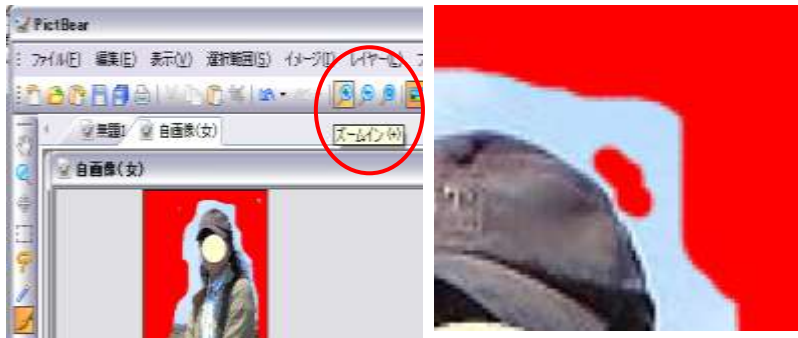 PictBear
ファイル(F) 編集(E) 表示(V) 選択範囲(S) イメージ(I) レイヤー(L)
無題1 自画像(女)
ズームイン(+)
自画像(女)